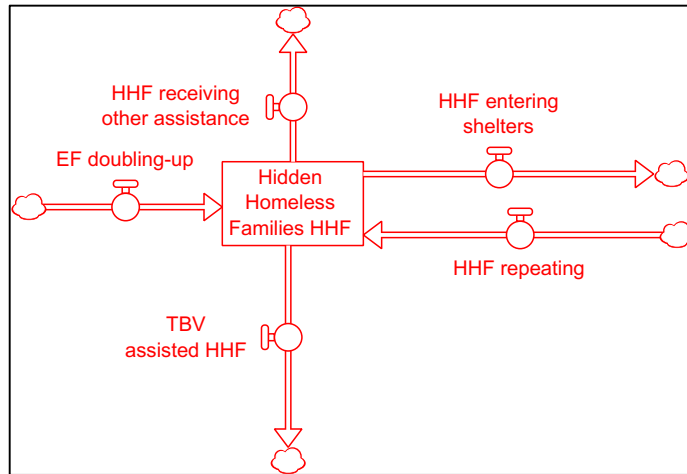 HHF receiving
other assistance
HHF entering
shelters
EF doubling-up
Hidden
Homeless
Families HHF
HHF repeating
TBV
assisted HHF